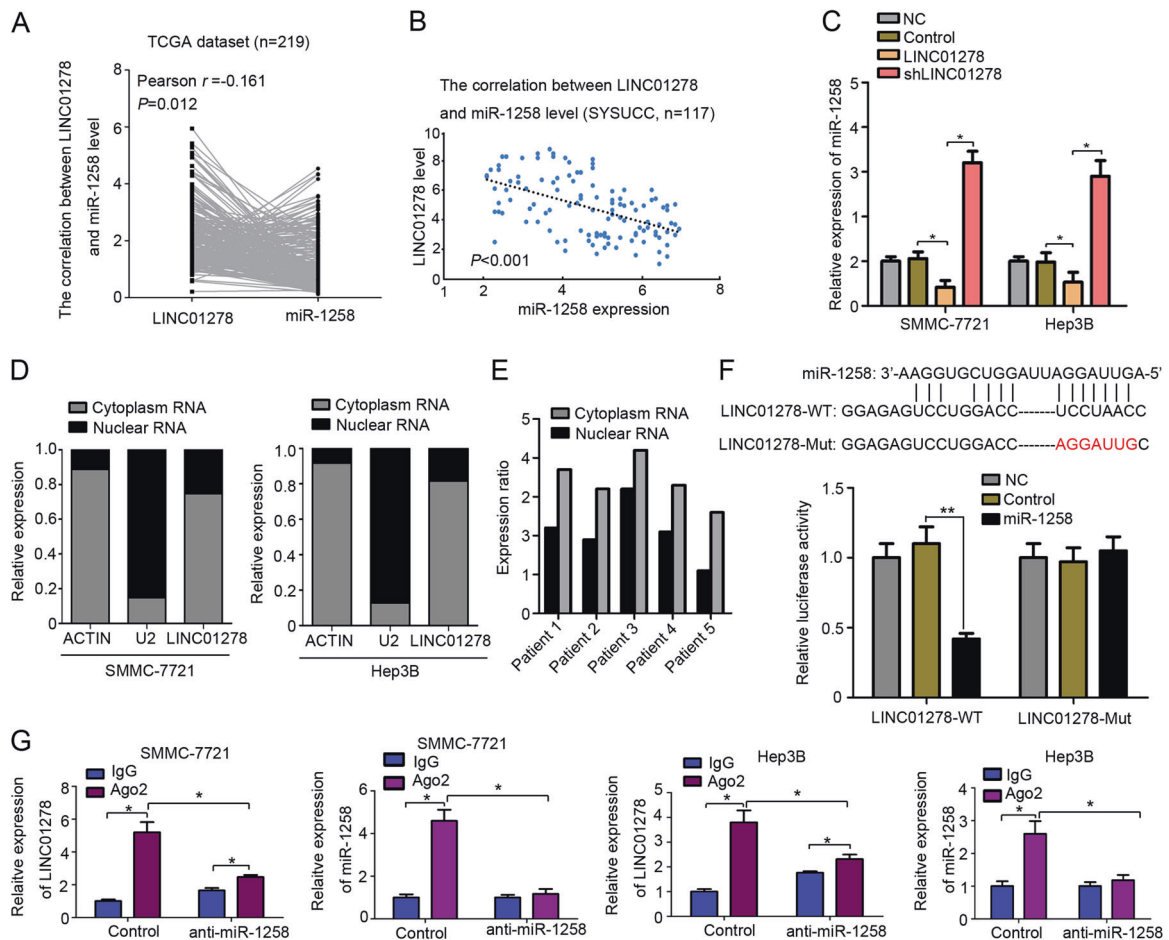 A
TCGA dataset (n=219)
The correlation between LINC01278
and miR-1258 level
8
6
4
2
0
Pearson r =-0.161
P=0.012
LINC01278
miR-1258
B
The correlation between LINC01278
and miR-1258 level (SYSUCC, n=117)
LINC01278 level
10
8
6
4
2
0
P<0.001
1
2
4
6
8
miR-1258 expression
C
NC
Control
LINC01278
shLINC01278
Relative expression of miR-1258
5
4
3
1
2
0
*
*
*
*
SMMC-7721
Hep3B
D
Cytoplasm RNA
Nuclear RNA
Relative expression
1.0
0.8
0.6
0.4
0.2
0.0
ACTIN
U2
LINC01278
SMMC-7721
Cytoplasm RNA
Nuclear RNA
Relative expression
1.0
0.8
0.6
0.4
0.2
0.0
ACTIN
U2
LINC01278
Hep3B
E
Cytoplasm RNA
Nuclear RNA
Expression ratio
5
4
2
3
1
0
Patient 1
Patient 2
Patient 3
Patient 4
Patient 5
F
miR-1258: 3’-AAGGUGCUGGAUUAGGAUUGA-5’
LINC01278-WT: GGAGAGUCCUGGACC-------UCCUAACC
LINC01278-Mut: GGAGAGUCCUGGACC------AGGAUUGC
NC
Control
miR-1258
Relative luciferase activity
1.5
1.0
0.5
0.0
**
LINC01278-WT
LINC01278-Mut
G
SMMC-7721
IgG
Ago2
Relaitve expression
of LINC01278
8
6
4
2
0
*
*
*
Control
anti-miR-1258
SMMC-7721
IgG
Ago2
Relaitve expression
of miR-1258
6
4
2
0
*
*
Control
anti-miR-1258
Hep3B
IgG
Ago2
Relaitve expression
of LINC01278
5
4
3
2
1
0
*
*
*
Control
anti-miR-1258
Hep3B
IgG
Ago2
Relaitve expression
of miR-1258
4
3
2
1
0
*
*
Control
anti-miR-1258